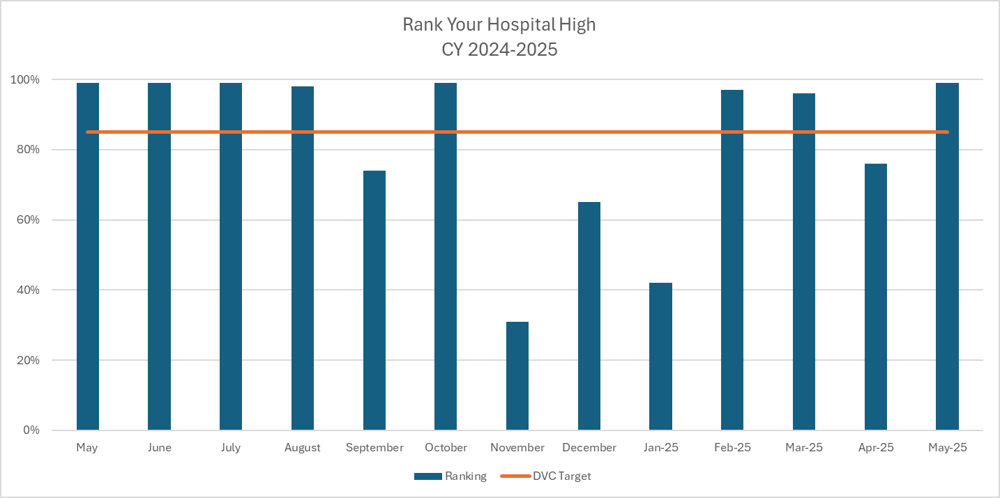 Rank Your Hospital High
CY 2024-2025
100%
80%
60%
40%
20%
0%
May June July August September October November December Jan-25 Feb-25 Mar-25 Apr-25 May-25
Ranking DVC Target